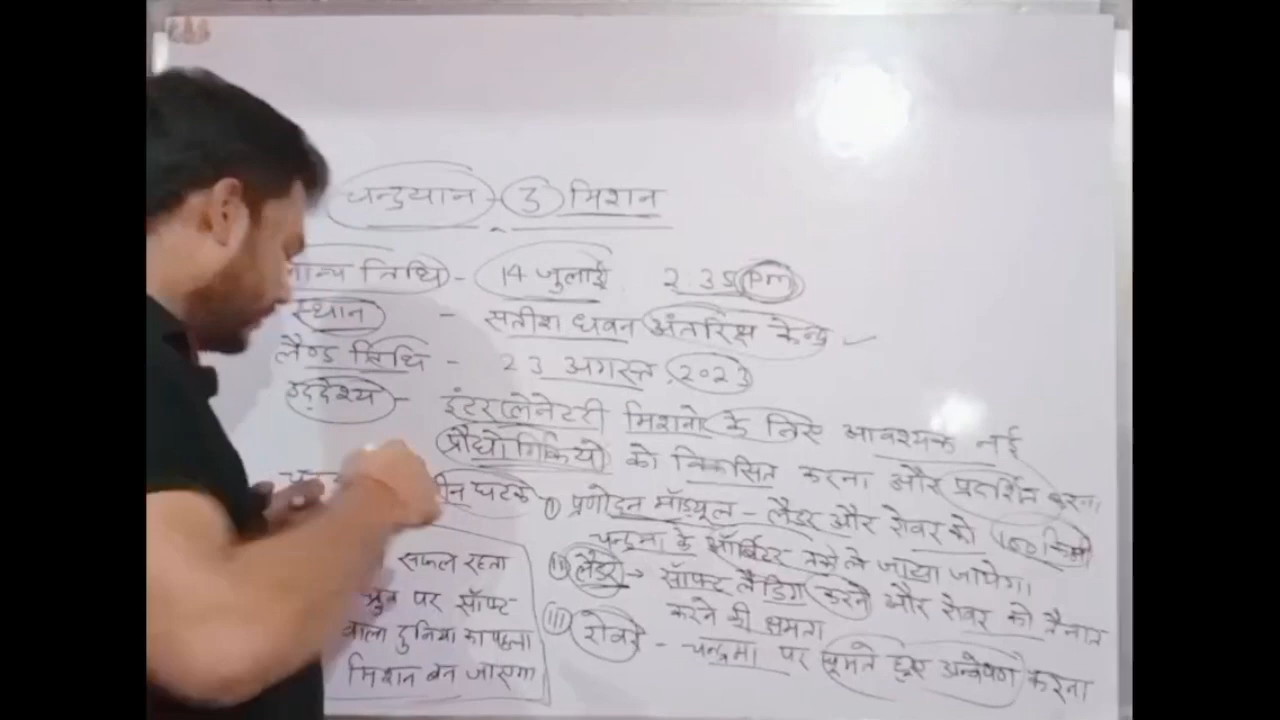 चन्द्रयान - 3 मिशन
तिथि - 14 जुलाई 2.35 pm
स्थान - सतीश धवन अंतरिक्ष केन्द्र
लैण्ड तिथि - 23 अगस्त, 2023
उद्देश्य - इंटरप्लेनेटरी मिशनो के लिए आवश्यक नई
प्रौद्योगिकियो को विकसित करना और प्रदर्शित करना
घटक
(i) प्रणोदन मॉड्यूल - लैंडर और रोवर को 100 किमी
चन्द्रमा के ऑर्बिटर तक ले जाया जायेगा।
(ii) लैंडर → सॉफ्ट लैंडिंग करने और रोवर को तैनात
करने की क्षमता
(iii) रोवर - चन्द्रमा पर घूमते हुए अन्वेषण करना
सफल रहता
ध्रुव पर सॉफ्ट
वाला दुनिया का पहला
मिशन बन जाएगा